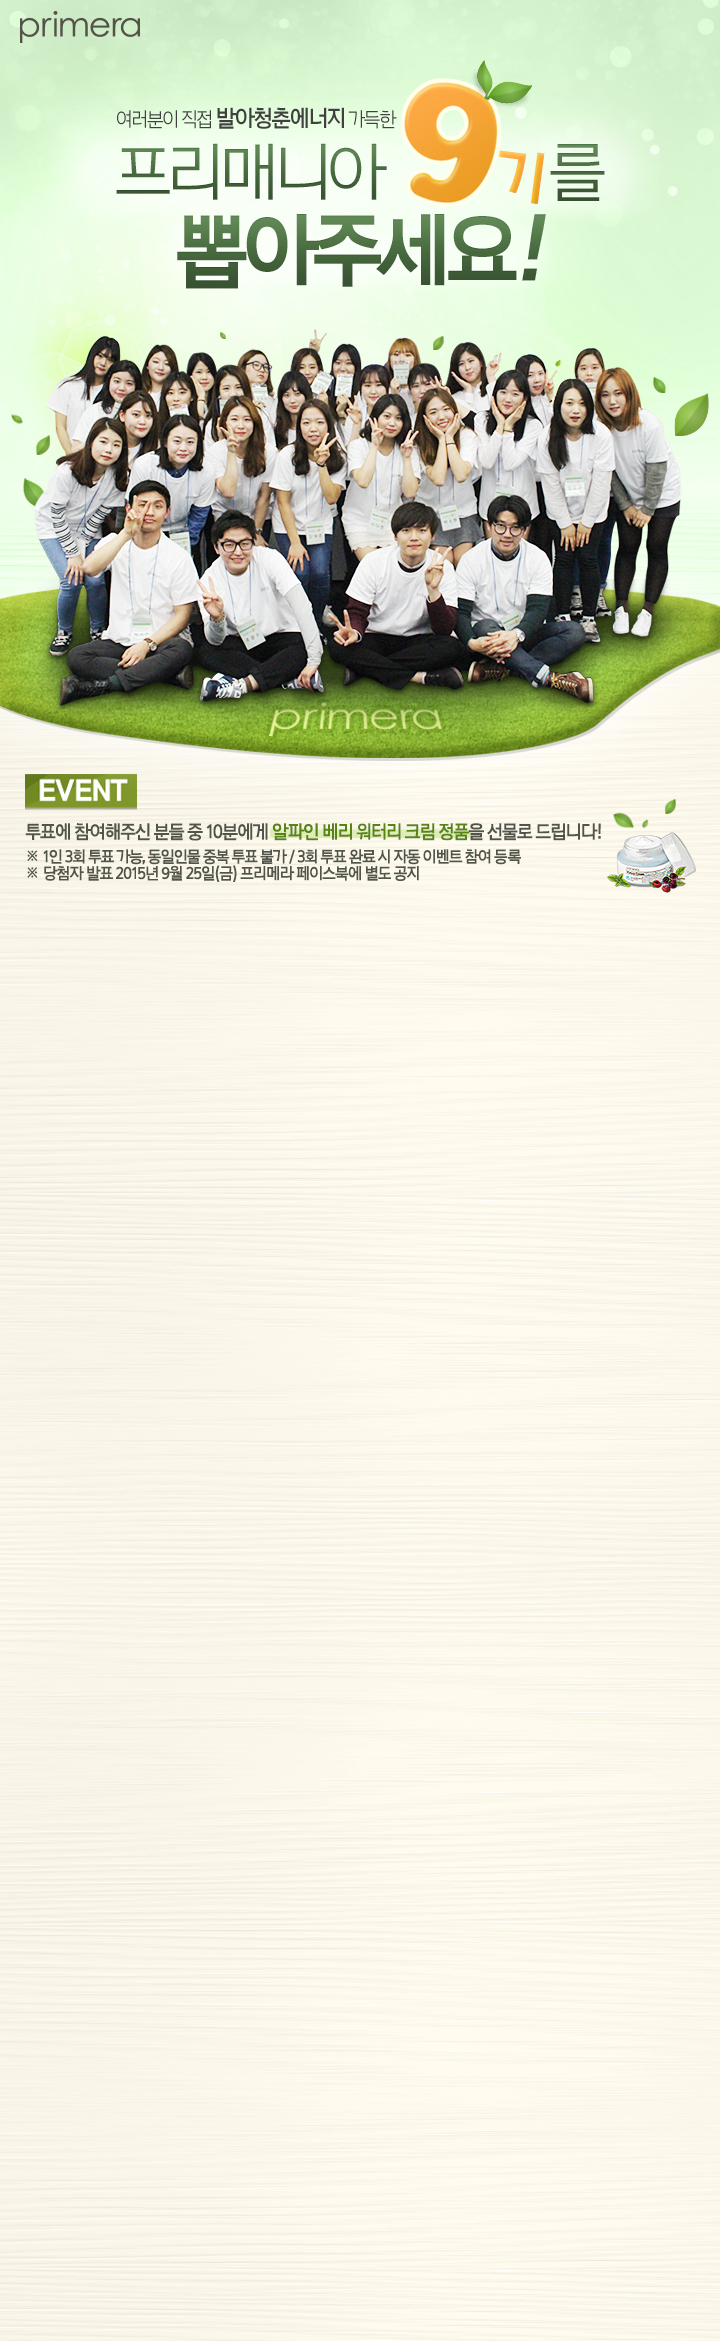 primera
여러분이 직접 발아청춘에너지 가득한
프리매니아 9기를
뽑아주세요!
primera
EVENT
투표에 참여해주신 분들 중 10분에게 알파인 베리 워터리 크림 정품을 선물로 드립니다!
※ 1인 3회 투표 가능, 동일인물 중복 투표 불가 / 3회 투표 완료 시 자동 이벤트 참여 등록
※ 당첨자 발표 2015년 9월 25일(금) 프리메라 페이스북에 별도 공지